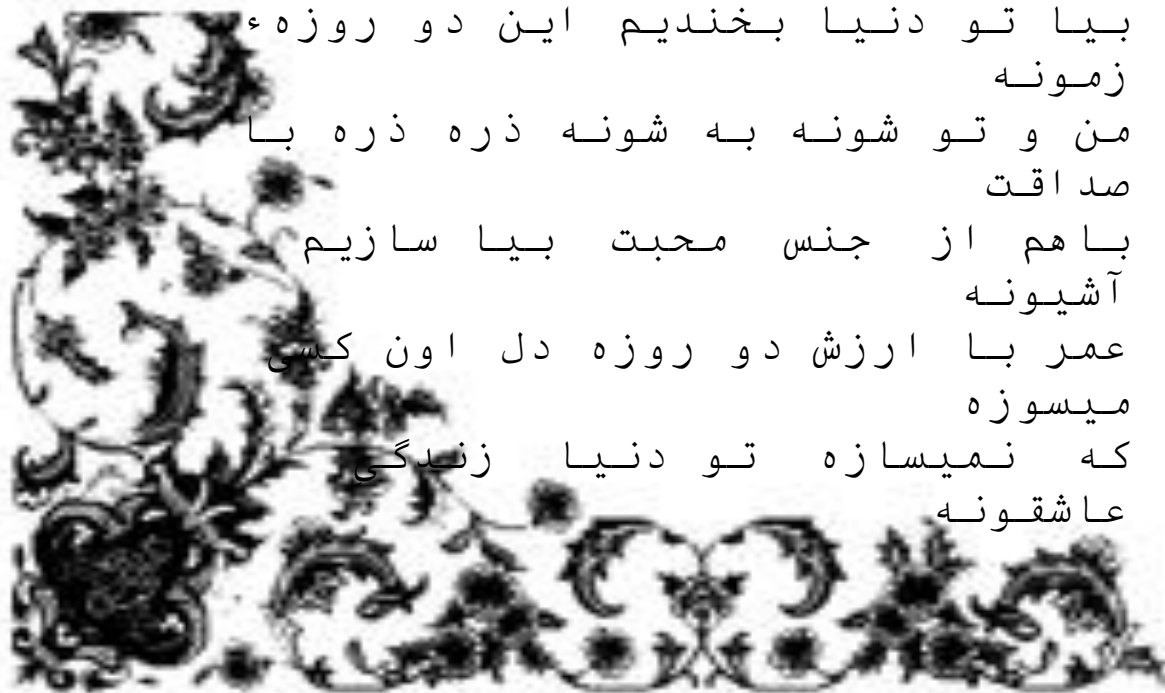 بیا تو دنیا بخندیم این دو روزهء
زمونه
من و تو شونه به شونه ذره ذره با
صداقت
باهم از جنس محبت بیا سازیم
آشیونه
عمر با ارزش دو روزه دل اون کسی
میسوزه
که نمیسازه تو دنیا زندگی
عاشقونه